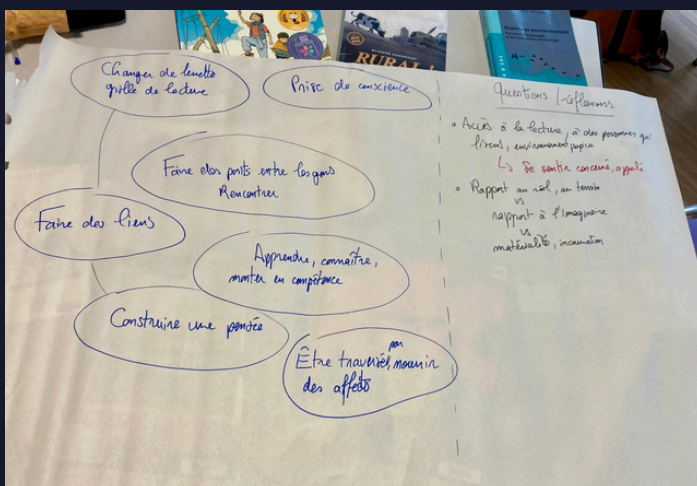 RURAL
Changer de lunette
grille de lecture
Prise de conscience
Faire des ponts entre les gens
Rencontrer
Faire des liens
Apprendre, connaître,
monter en compétence
Construire une pensée
par
Être traversés, nourrir
des affects
Questions / réflexions
• Accès à la lecture, à des personnes qui
lisent, environnement propice
↳ Se sentir concerné, appelé
• Rapport au réel, au terrain
vs
rapport à l'imaginaire
vs
matérialité, incarnation